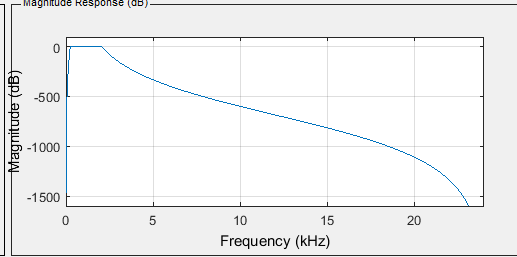 Magnitude Response (dB)
Magnitude (dB)
0
-500
-1000
-1500
0 5 10 15 20
Frequency (kHz)